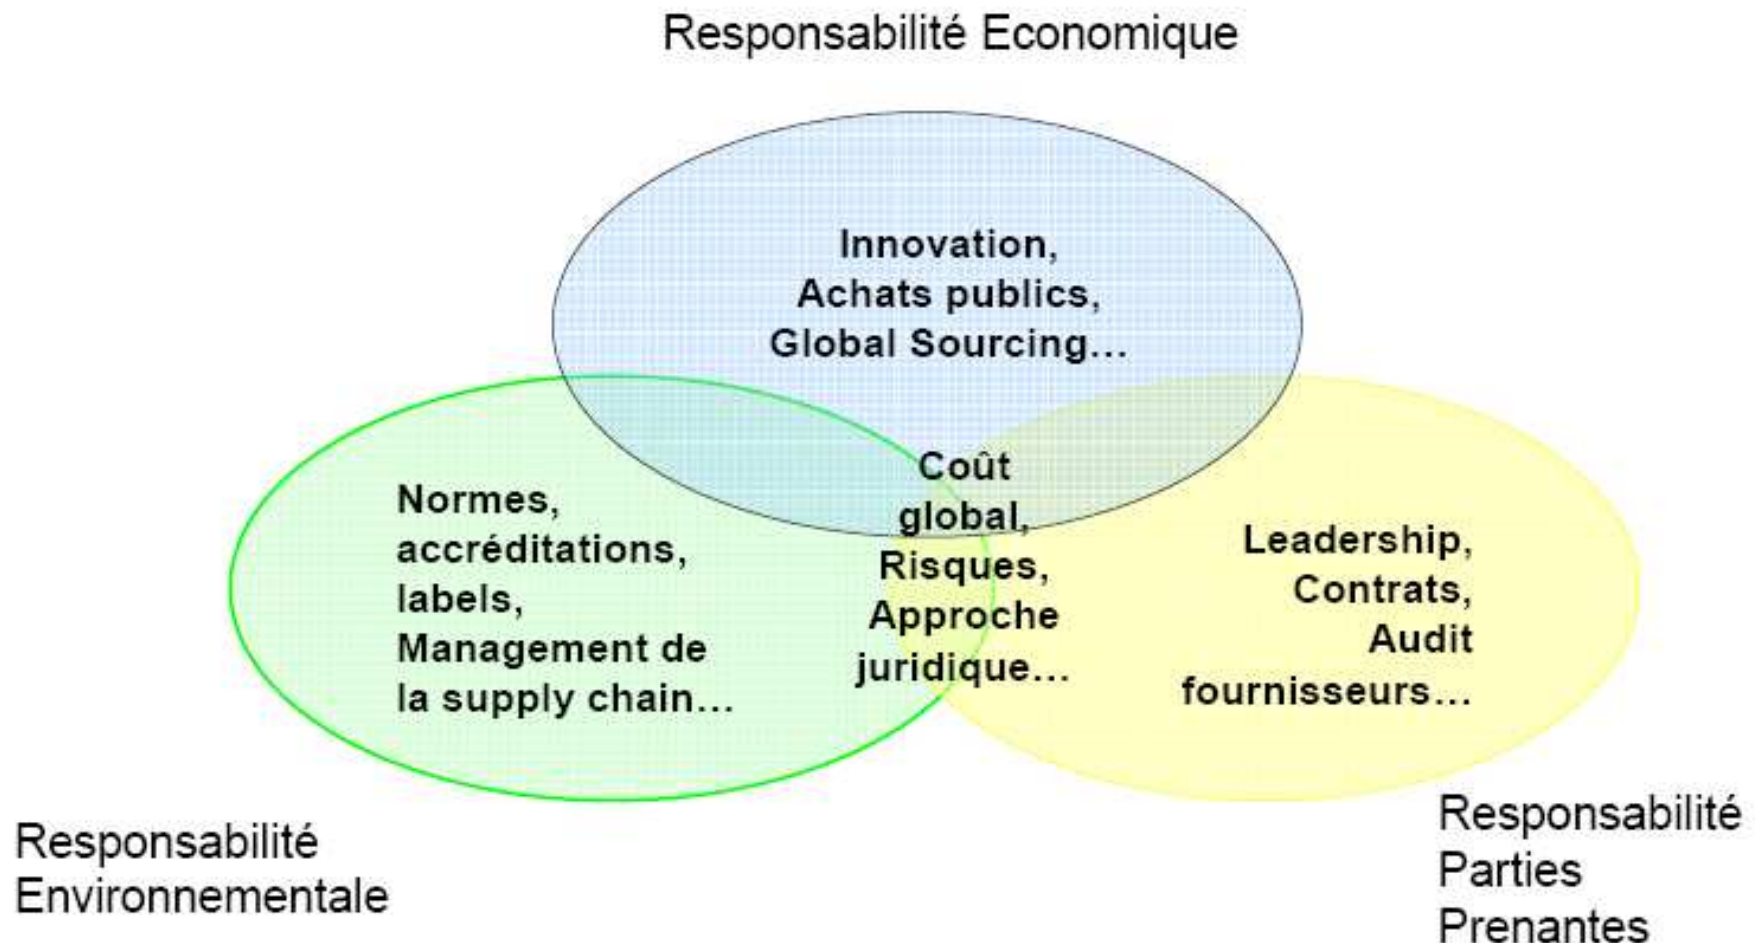 Responsabilité Economique
Innovation,
Achats publics,
Global Sourcing...
Normes,
accréditations,
labels,
Management de
la supply chain...
Coût
global,
Risques,
Approche
juridique...
Leadership,
Contrats,
Audit
fournisseurs...
Responsabilité
Environnementale
Responsabilité
Parties
Prenantes